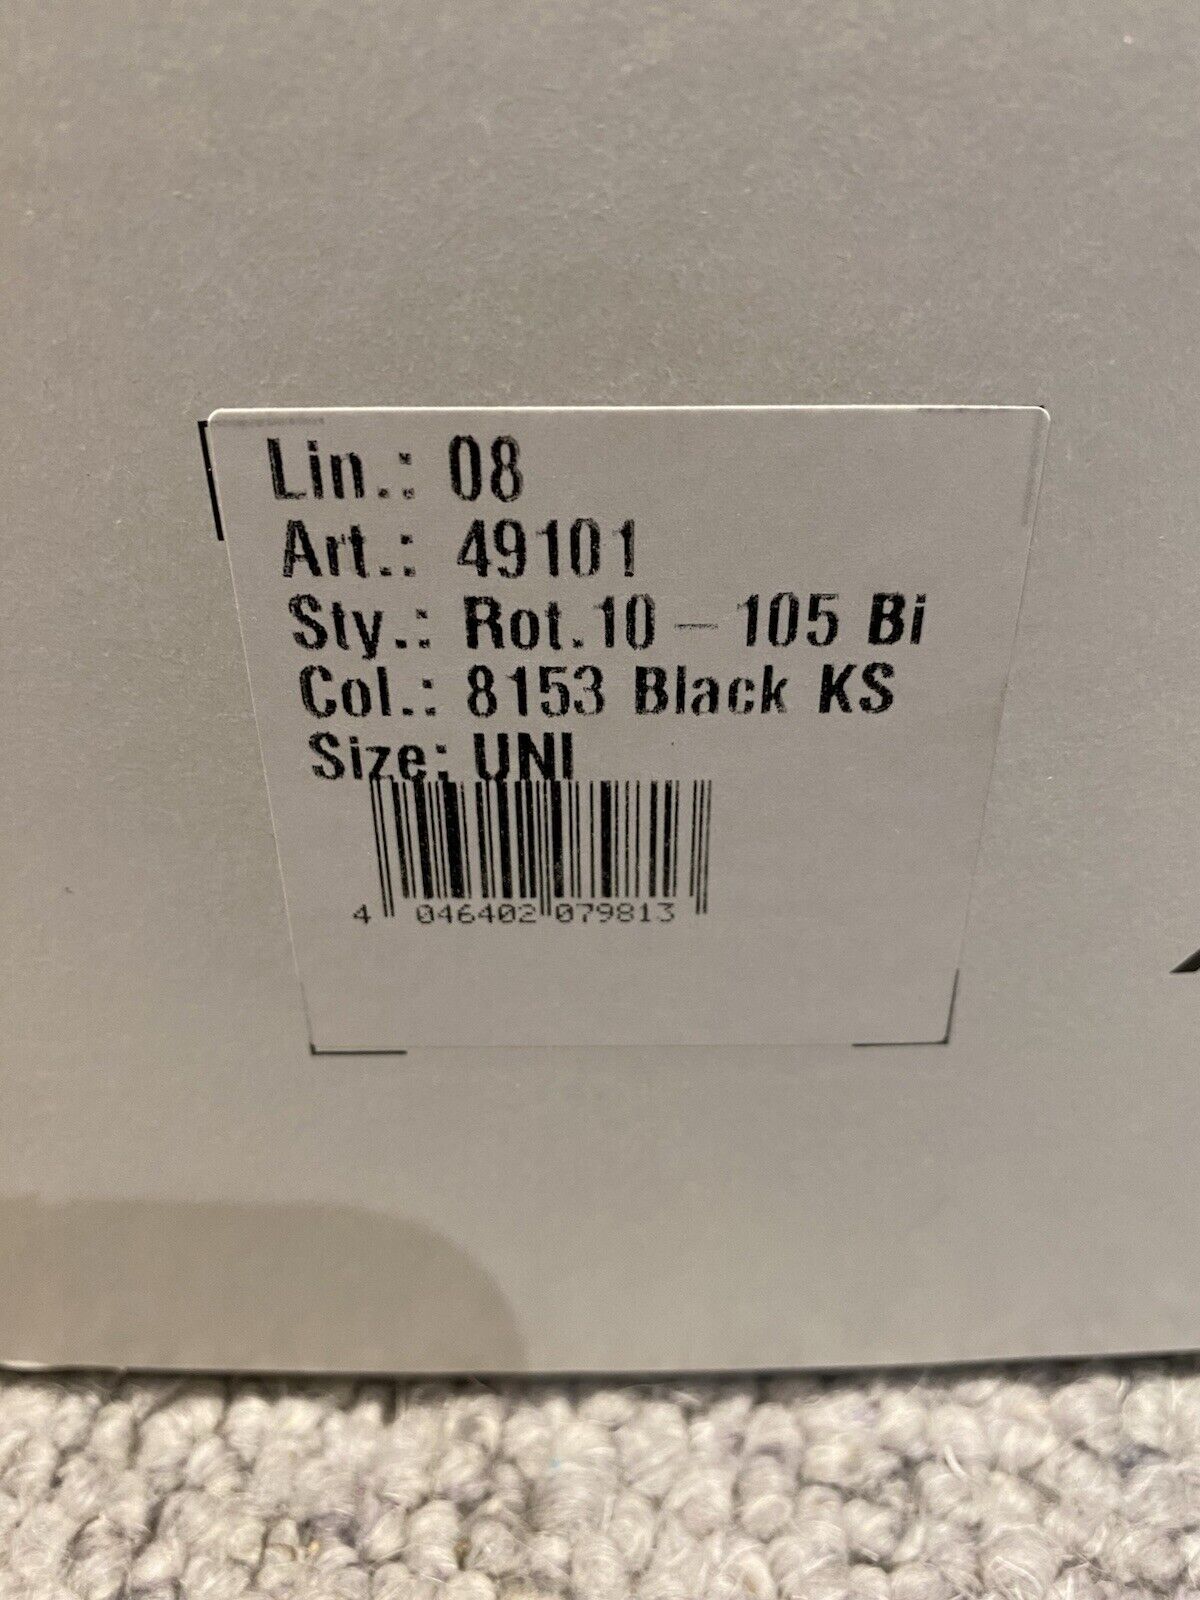 Lin.: 08
Art.: 49101
Sty.: Rot.10 – 105 Bi
Col.: 8153 Black KS
Size: UNI
4 046402 079813